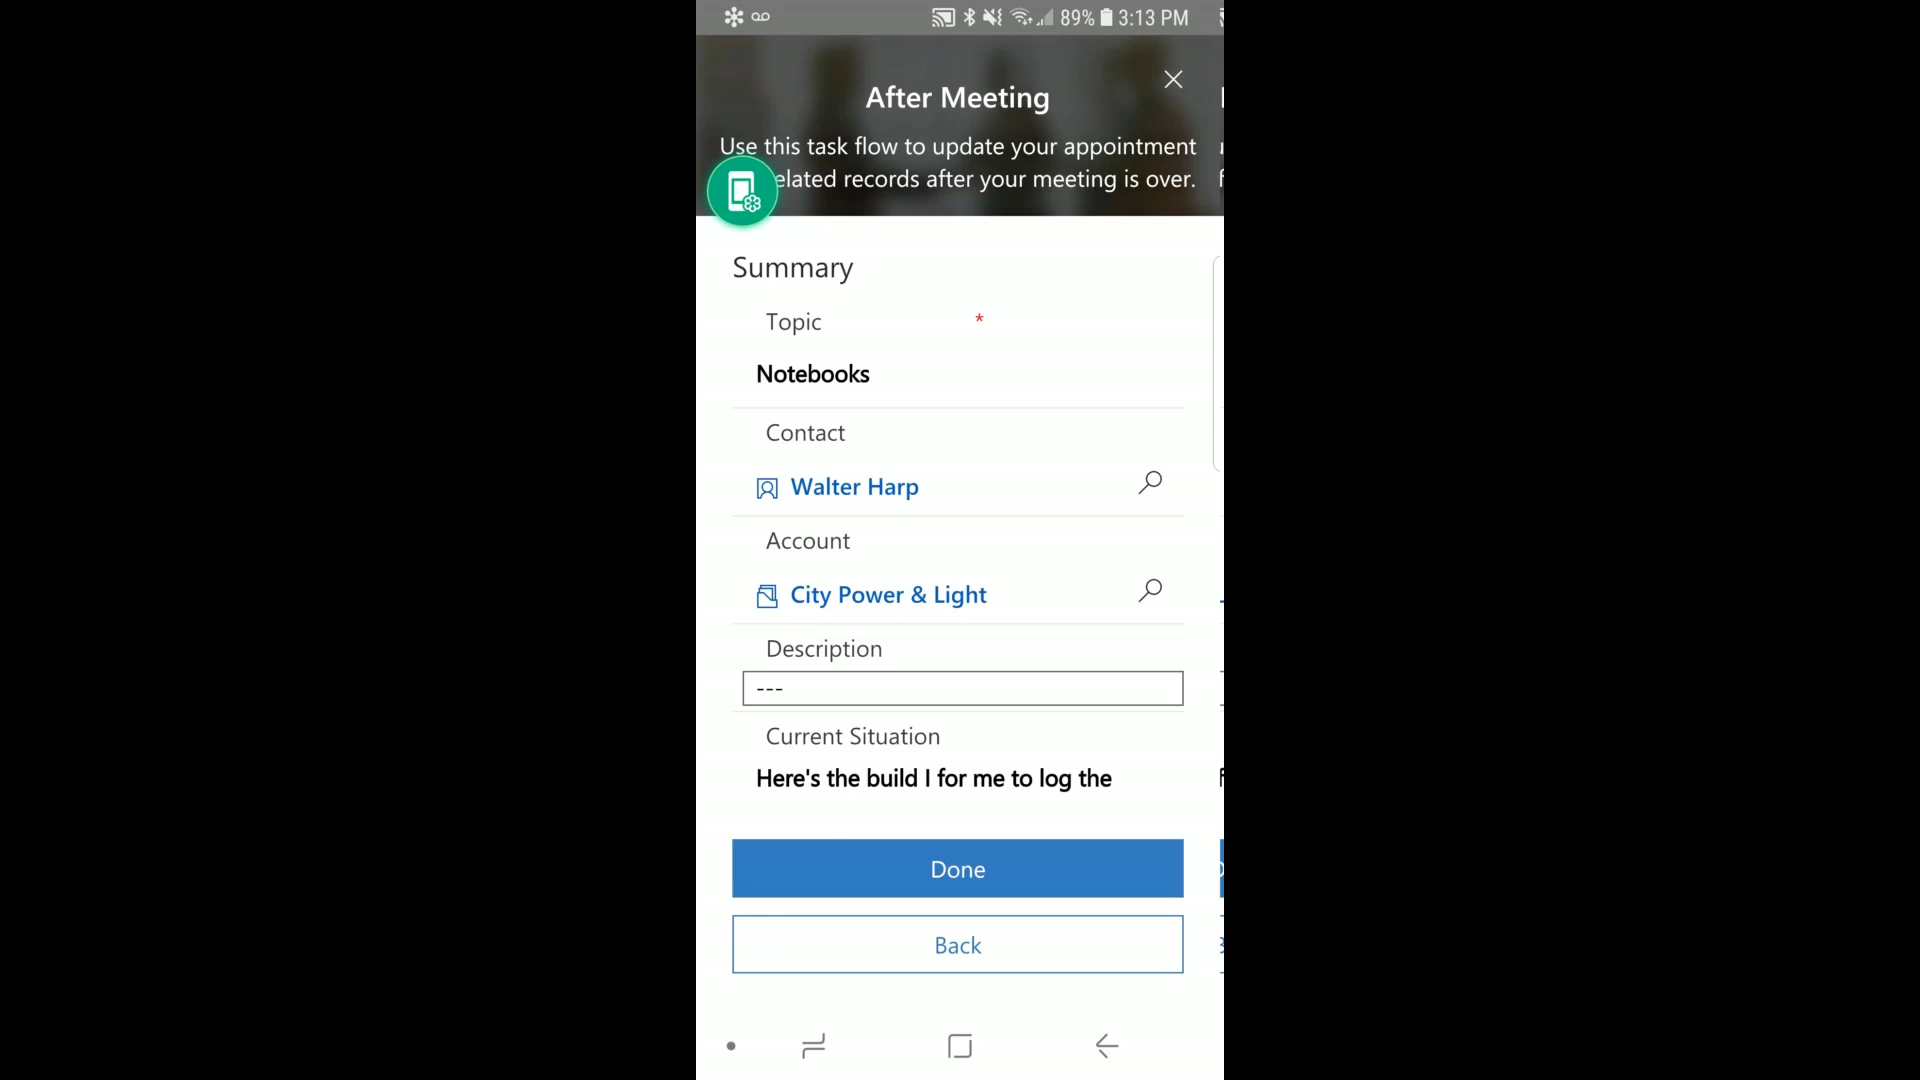 89% 3:13 PM
After Meeting
Use this task flow to update your appointment
elated records after your meeting is over.
Summary
Topic *
Notebooks
Contact
Walter Harp
Account
City Power & Light
Description
---
Current Situation
Here's the build I for me to log the
Done
Back